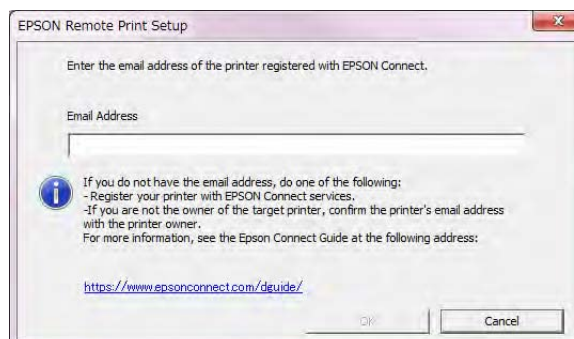 EPSON Remote Print Setup
Enter the email address of the printer registered with EPSON Connect.
Email Address
If you do not have the email address, do one of the following:
- Register your printer with EPSON Connect services.
-If you are not the owner of the target printer, confirm the printer's email address
with the printer owner.
For more information, see the Epson Connect Guide at the following address:
https://www.epsonconnect.com/dguide/
OK
Cancel